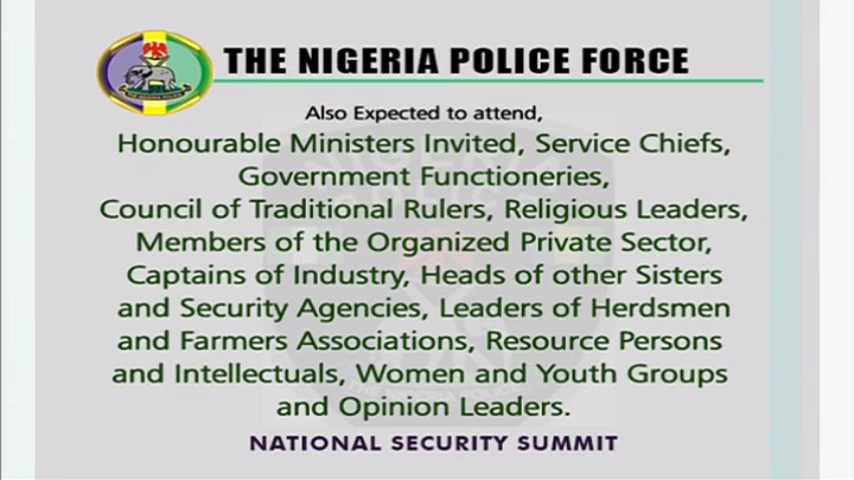 THE NIGERIA POLICE FORCE
Also Expected to attend,
Honourable Ministers Invited, Service Chiefs,
Government Functioneries,
Council of Traditional Rulers, Religious Leaders,
Members of the Organized Private Sector,
Captains of Industry, Heads of other Sisters
and Security Agencies, Leaders of Herdsmen
and Farmers Associations, Resource Persons
and Intellectuals, Women and Youth Groups
and Opinion Leaders.
NATIONAL SECURITY SUMMIT